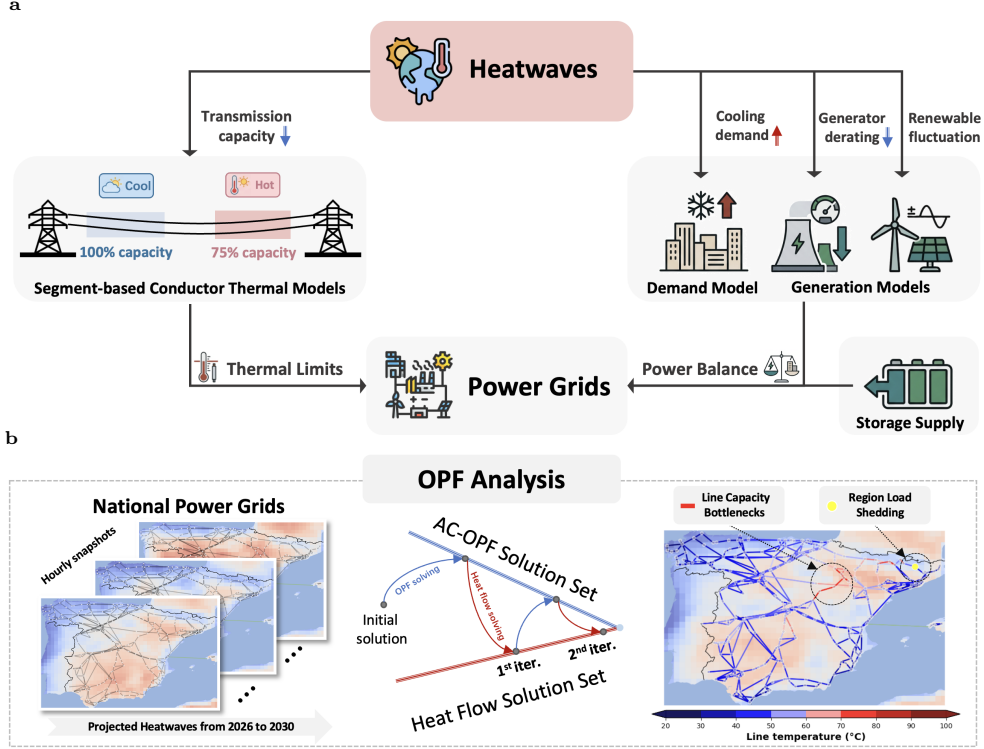 a
Heatwaves
Transmission
capacity
Cooling
demand
Generator
derating
Renewable
fluctuation
Cool
Hot
100% capacity
75% capacity
Segment-based Conductor Thermal Models
Demand Model
Generation Models
Thermal Limits
Power Grids
Power Balance
Storage Supply
b
OPF Analysis
National Power Grids
Hourly snapshots
Projected Heatwaves from 2026 to 2030
AC-OPF Solution Set
OPF solving
Heat flow solving
Initial
solution
1st iter.
2nd iter.
Heat Flow Solution Set
Line Capacity
Bottlenecks
Region Load
Shedding
20 30 40 50 60 70 80 90 100
Line temperature (°C)